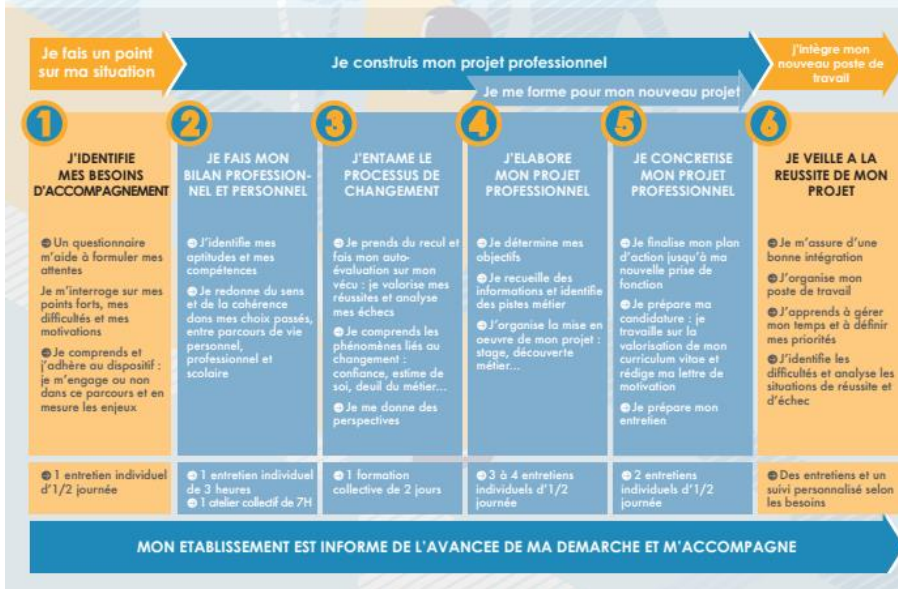 Je fais un point
sur ma situation
Je construis mon projet professionnel
J'intègre mon
nouveau poste de
travail
Je me forme pour mon nouveau projet
1
J'IDENTIFIE
MES BESOINS
D'ACCOMPAGNEMENT
Un questionnaire
m'aide à formuler mes
attentes
Je m'interroge sur mes
points forts, mes
difficultés et mes
motivations
Je comprends et
j'adhère au dispositif :
je m'engage ou non
dans ce parcours et en
mesure les enjeux
1 entretien individuel
d'1/2 journée
2
JE FAIS MON
BILAN PROFESSION-
NEL ET PERSONNEL
J'identifie mes
aptitudes et mes
compétences
Je redonne du sens
et de la cohérence
dans mes choix passés,
entre parcours de vie
personnel,
professionnel et
scolaire
1 entretien individuel
de 3 heures
1 atelier collectif de 7H
3
J'ENTAME LE
PROCESSUS DE
CHANGEMENT
Je prends du recul et
fais mon auto-
évaluation sur mon
vécu : je valorise mes
réussites et analyse
mes échecs
Je comprends les
phénomènes liés au
changement :
confiance, estime de
soi, deuil du métier...
Je me donne des
perspectives
1 formation
collective de 2 jours
4
J'ELABORE
MON PROJET
PROFESSIONNEL
Je détermine mes
objectifs
Je recueille des
informations et identifie
des pistes métier
J'organise la mise en
oeuvre de mon projet :
stage, découverte
métier...
3 à 4 entretiens
individuels d'1/2
journée
5
JE CONCRETISE
MON PROJET
PROFESSIONNEL
Je finalise mon plan
d'action jusqu'à ma
nouvelle prise de
fonction
Je prépare ma
candidature : je
travaille sur la
valorisation de mon
curriculum vitae et
rédige ma lettre de
motivation
Je prépare mon
entretien
2 entretiens
individuels d'1/2
journée
6
JE VEILLE A LA
REUSSITE DE MON
PROJET
Je m'assure d'une
bonne intégration
J'organise mon
poste de travail
J'apprends à gérer
mon temps et à définir
mes priorités
J'identifie les
difficultés et analyse les
situations de réussite et
d'échec
Des entretiens et un
suivi personnalisé selon
les besoins
MON ETABLISSEMENT EST INFORME DE L'AVANCEE DE MA DEMARCHE ET M'ACCOMPAGNE